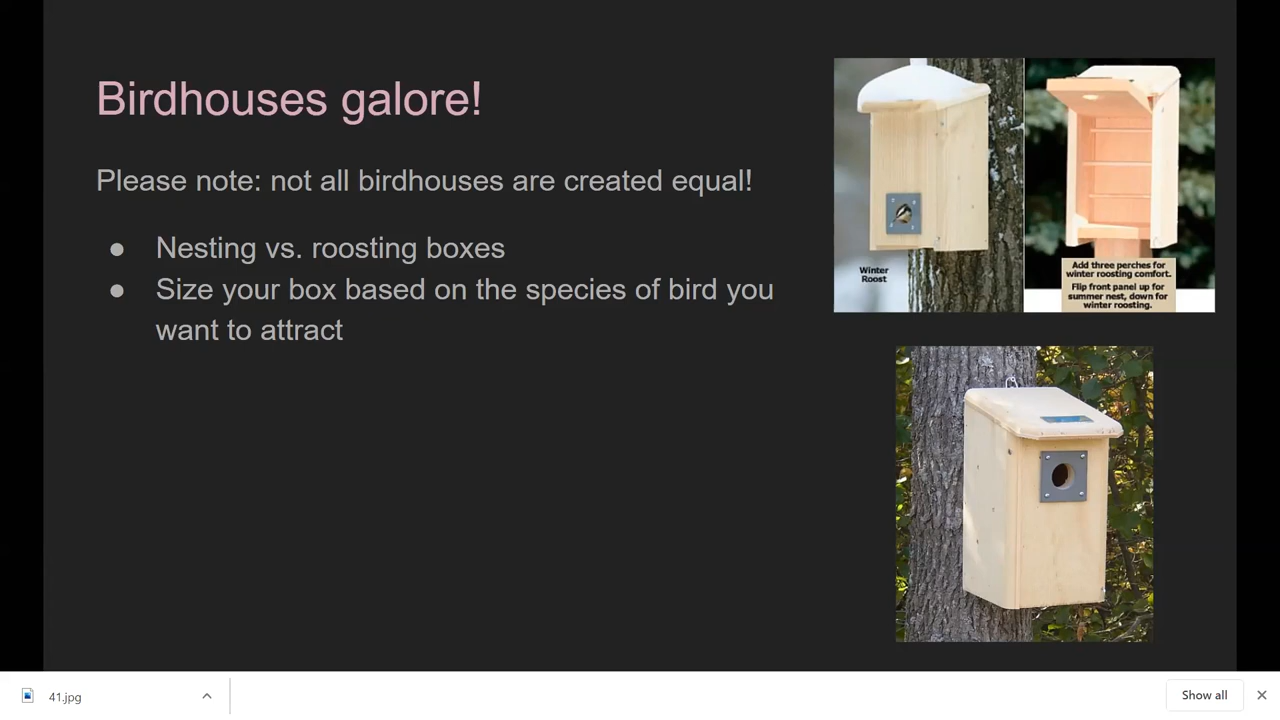 Birdhouses galore!
Please note: not all birdhouses are created equal!
● Nesting vs. roosting boxes
● Size your box based on the species of bird you
want to attract
Winter
Roost
Add three perches for
winter roosting comfort.
Flip front panel up for
summer nest, down for
winter roosting.
41.jpg
Show all